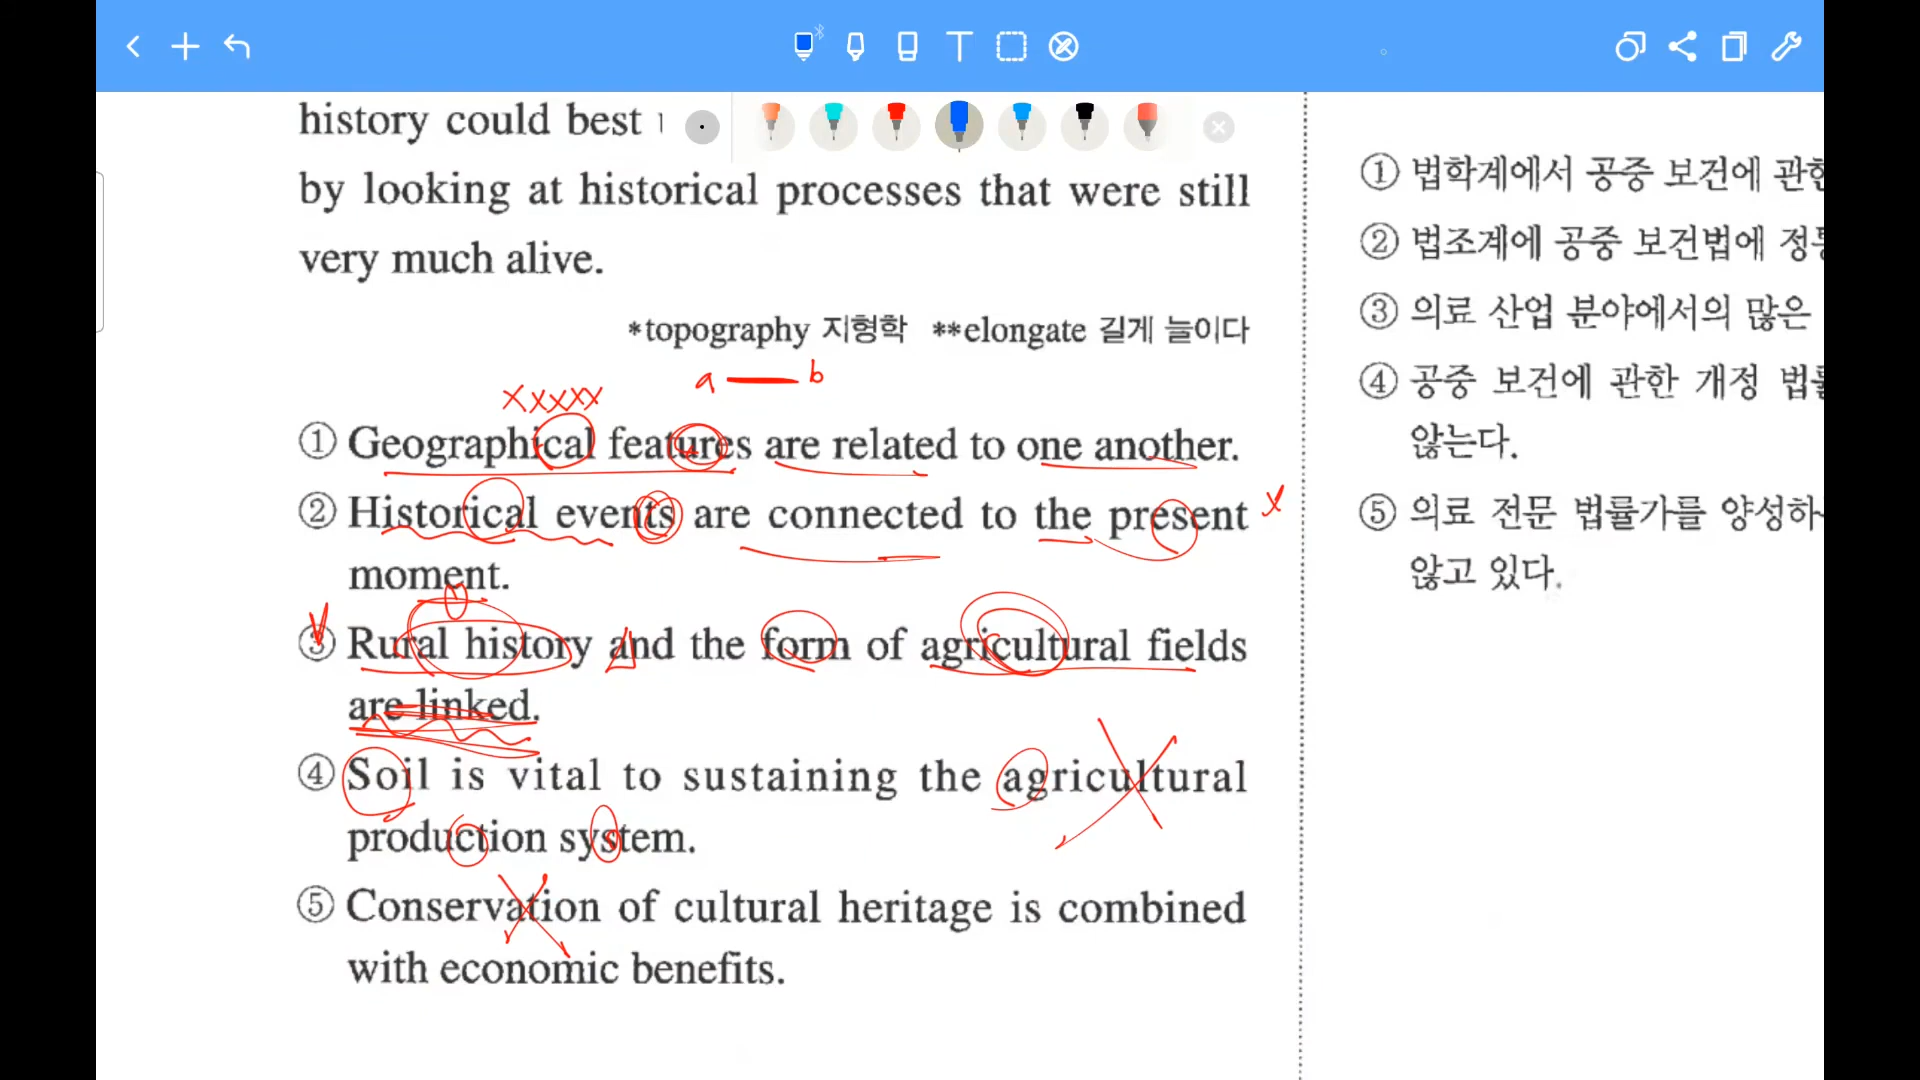 history could best
by looking at historical processes that were still
very much alive.
*topography 지형학 **elongate 길게 늘이다
a — b
xxxxx
① Geographical features are related to one another.
② Historical events are connected to the present x
moment.
③ Rural history and the form of agricultural fields
are linked.
④ Soil is vital to sustaining the agricultural
production system.
⑤ Conservation of cultural heritage is combined
with economic benefits.
① 법학계에서 공중 보건에 관한
② 법조계에 공중 보건법에
③ 의료 산업 분야에서의 많은
④ 공중 보건에 관한 개정
않는다.
⑤ 의료 전문 법률가를
않고 있다.